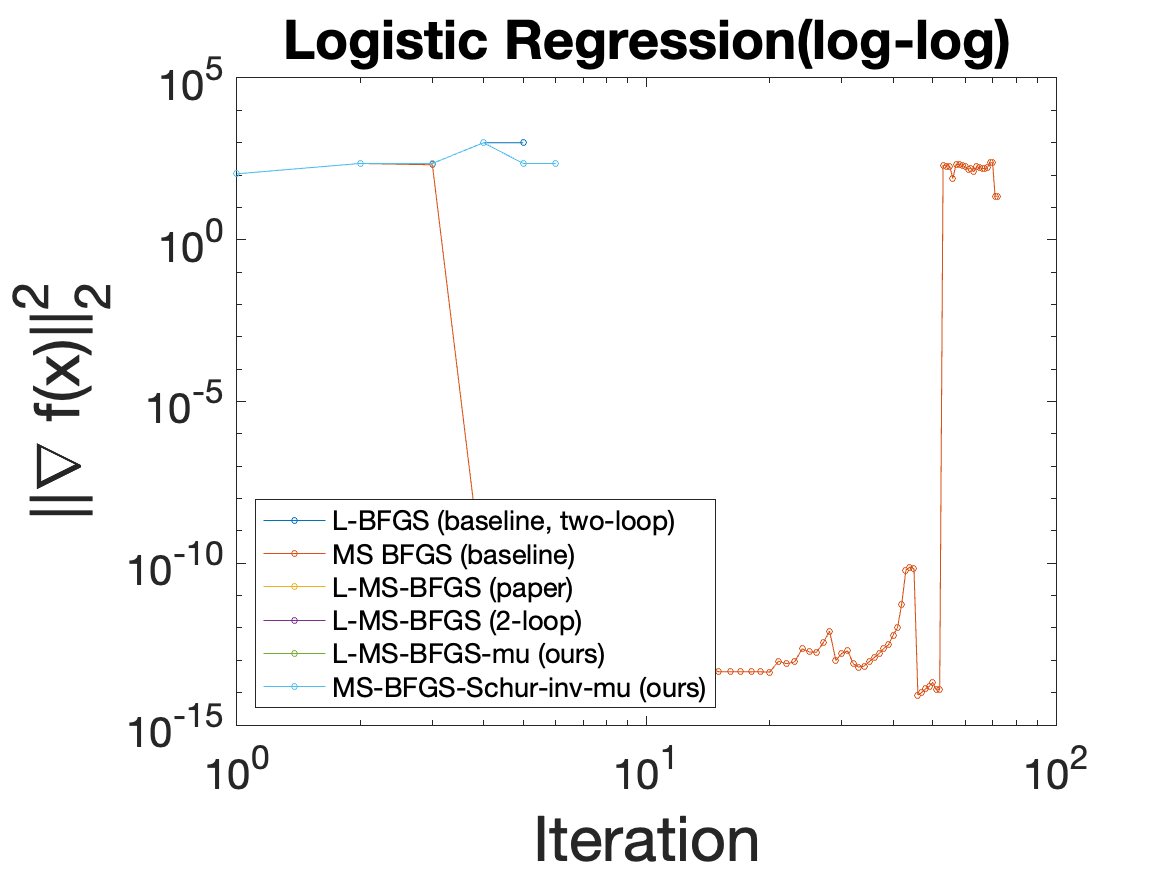 Logistic Regression(log-log)
10^5
10^0
10^-5
10^-10
10^-15
||∇ f(x)||_2^2
L-BFGS (baseline, two-loop)
MS BFGS (baseline)
L-MS-BFGS (paper)
L-MS-BFGS (2-loop)
L-MS-BFGS-mu (ours)
MS-BFGS-Schur-inv-mu (ours)
10^0 10^1 10^2
Iteration